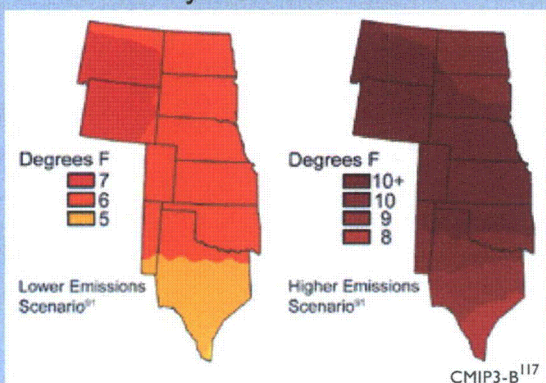 Degrees F
7
6
5
Lower Emissions
Scenario⁹¹
Degrees F
10+
10
9
8
Higher Emissions
Scenario⁹¹
CMIP3-B¹¹⁷